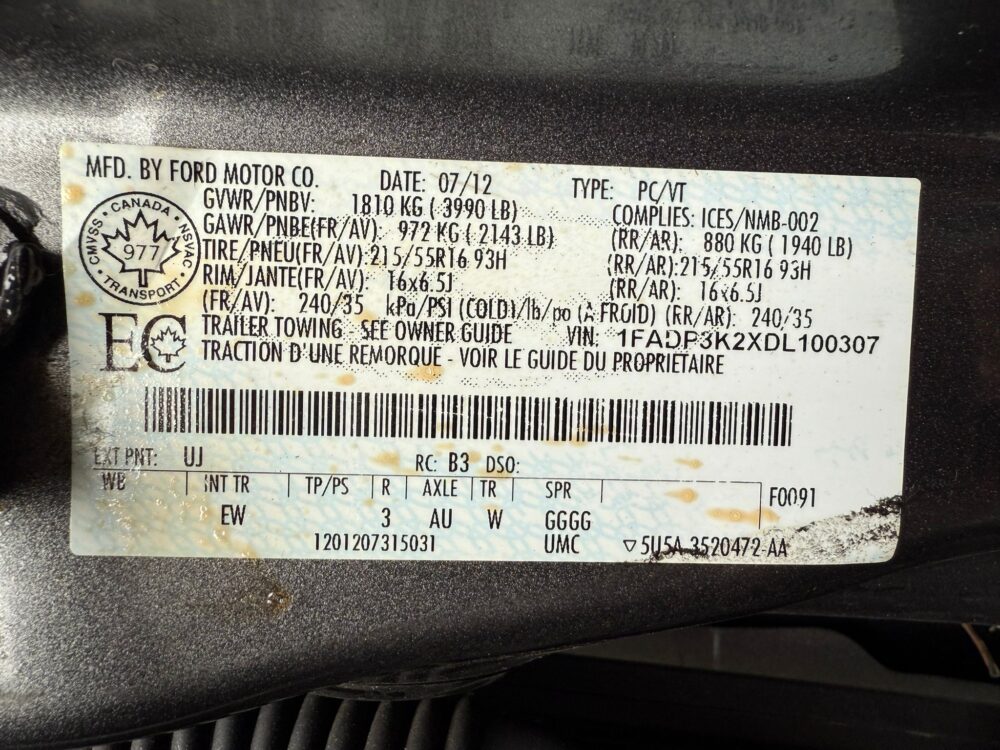 MFD. BY FORD MOTOR CO. DATE: 07/12 TYPE: PC/VT
GVWR/PNBV: 1810 KG ( 3990 LB) COMPLIES: ICES/NMB-002
GAWR/PNBE(FR/AV): 972 KG ( 2143 LB) (RR/AR): 880 KG ( 1940 LB)
TIRE/PNEU(FR/AV): 215/55R16 93H (RR/AR): 215/55R16 93H
RIM/JANTE(FR/AV): 16x6.5J (RR/AR): 16x6.5J
(FR/AV): 240/35 kPa/PSI (COLD)/lb/po (A FROID) (RR/AR): 240/35
TRAILER TOWING - SEE OWNER GUIDE VIN: 1FADP3K2XDL100307
TRACTION D'UNE REMORQUE - VOIR LE GUIDE DU PROPRIETAIRE
CMVSS · CANADA · NSVAC
977
· TRANSPORT ·
EC
EXT PNT: UJ RC: B3 DSO:
WB INT TR TP/PS R AXLE TR SPR F0091
EW 3 AU W GGGG
1201207315031 UMC ▽5U5A-3520472-AA